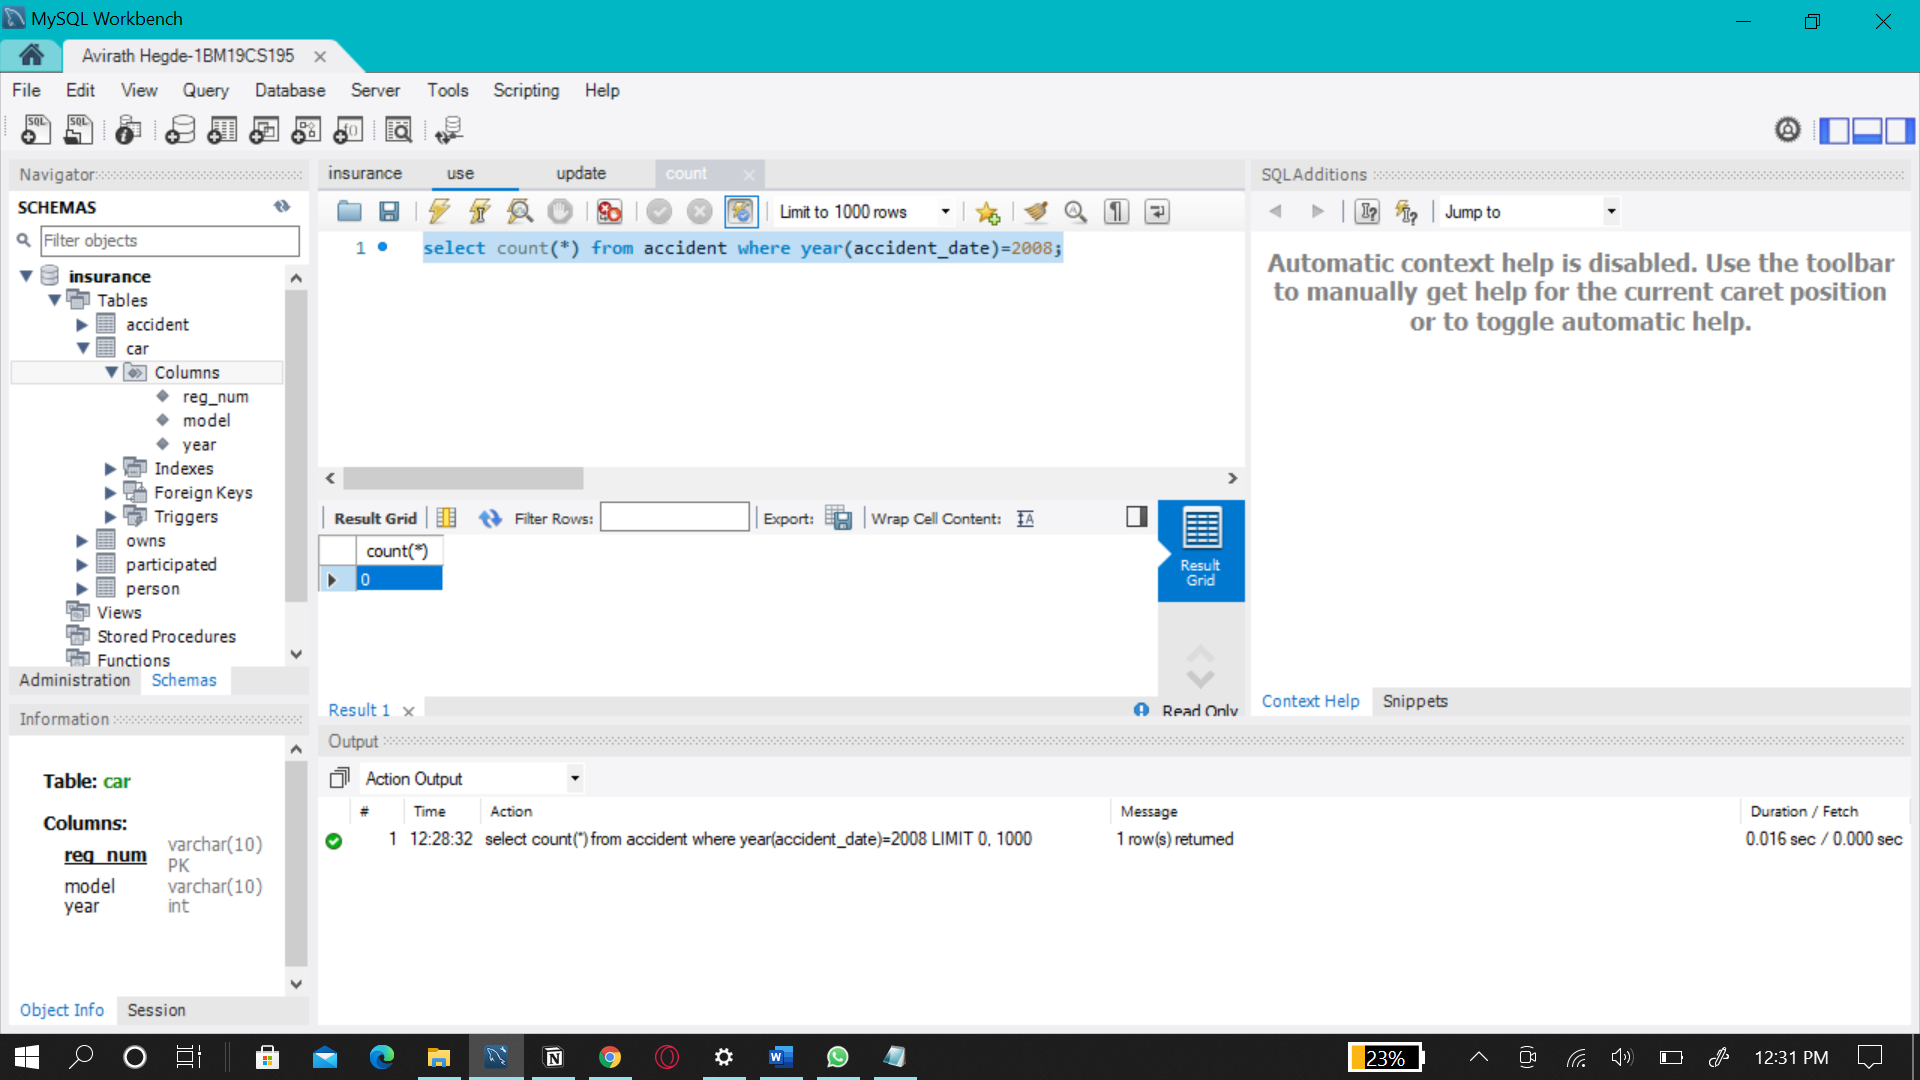 MySQL Workbench
Avirath Hegde-1BM19CS195
File Edit View Query Database Server Tools Scripting Help
Navigator
SCHEMAS
Filter objects
insurance
Tables
accident
car
Columns
reg_num
model
year
Indexes
Foreign Keys
Triggers
owns
participated
person
Views
Stored Procedures
Functions
Administration Schemas
Information
Table: car
Columns:
reg_num varchar(10) PK
model varchar(10)
year int
Object Info Session
insurance use update count
Limit to 1000 rows
1 select count(*) from accident where year(accident_date)=2008;
Result Grid Filter Rows: Export: Wrap Cell Content:
count(*)
0
Result
Grid
Result 1 Read Only
SQLAdditions
Jump to
Automatic context help is disabled. Use the toolbar
to manually get help for the current caret position
or to toggle automatic help.
Context Help Snippets
Output
Action Output
# Time Action Message Duration / Fetch
1 12:28:32 select count(*) from accident where year(accident_date)=2008 LIMIT 0, 1000 1 row(s) returned 0.016 sec / 0.000 sec
23% 12:31 PM